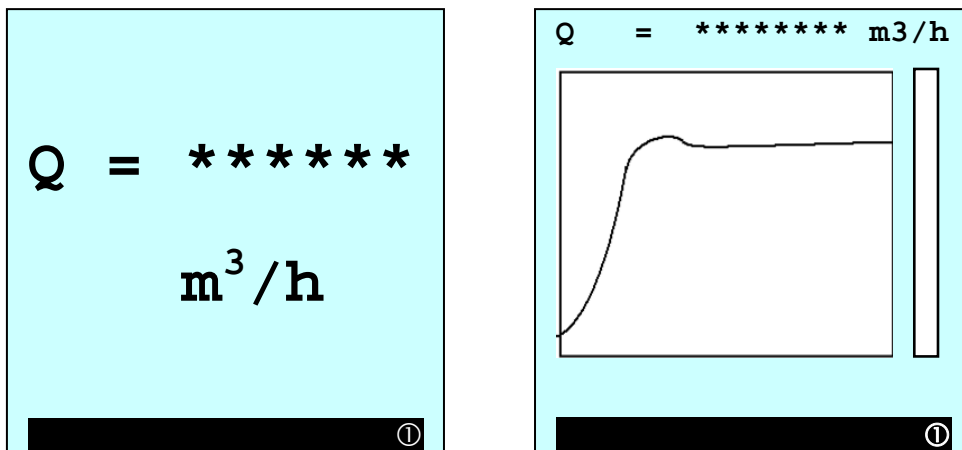 Q = ******
m³/h
①
Q = ******** m3/h
①